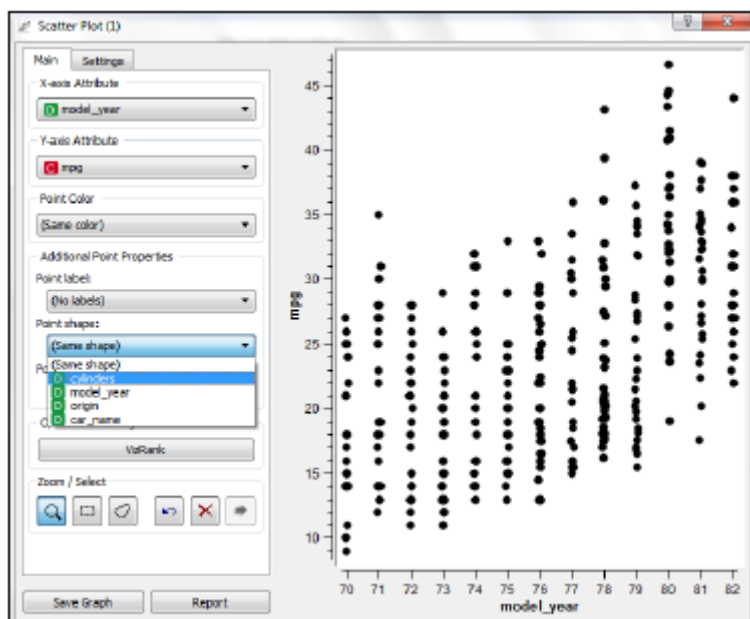 Scatter Plot (1)
Main
Settings
X-axis Attribute
D model_year
Y-axis Attribute
C mpg
Point Color
(Same color)
Additional Point Properties
Point label:
(No labels)
Point shape:
(Same shape)
(Same shape)
D cylinders
D model_year
D origin
D car_name
VizRank
Zoom / Select
Save Graph
Report
mpg
45
40
35
30
25
20
15
10
70 71 72 73 74 75 76 77 78 79 80 81 82
model_year